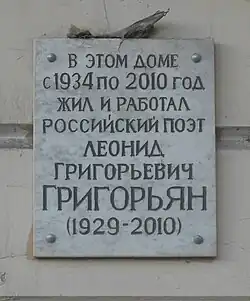 В ЭТОМ ДОМЕ
С 1934 ПО 2010 ГОД
ЖИЛ И РАБОТАЛ
РОССИЙСКИЙ ПОЭТ
ЛЕОНИД
ГРИГОРЬЕВИЧ
ГРИГОРЬЯН
(1929-2010)